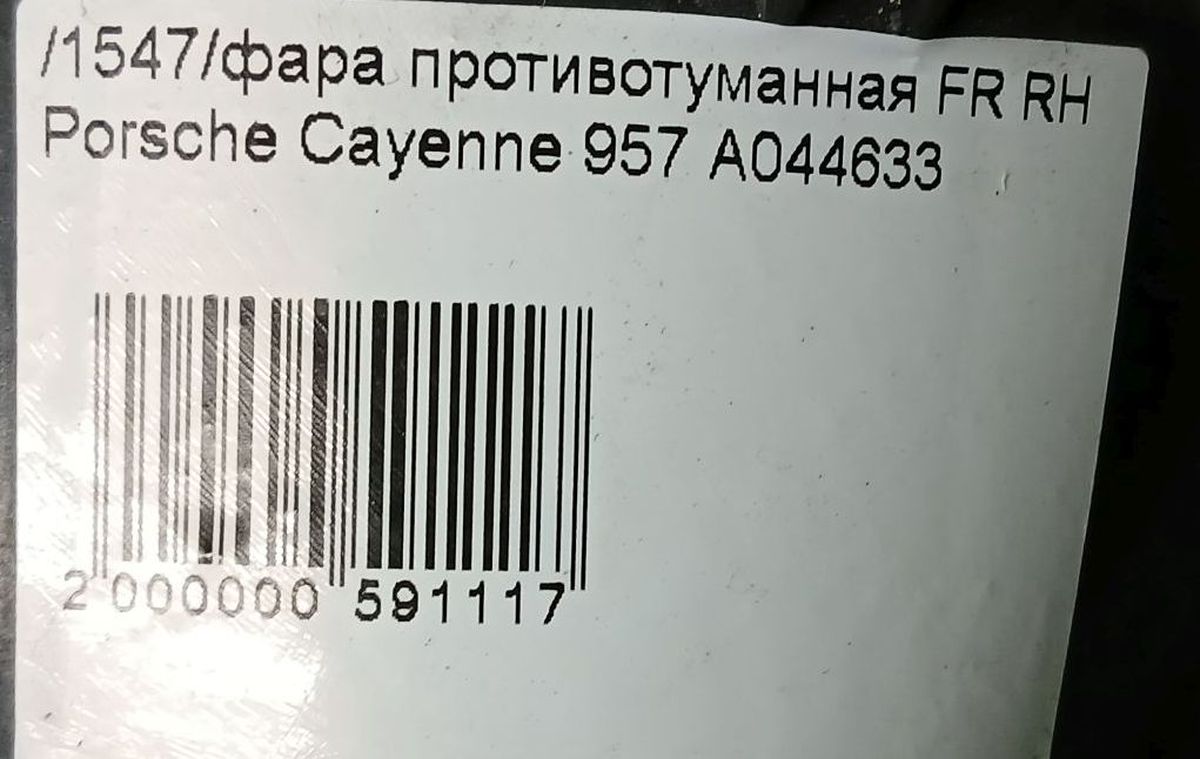 /1547/фара противотуманная FR RH
Porsche Cayenne 957 A044633
2 000000 591117